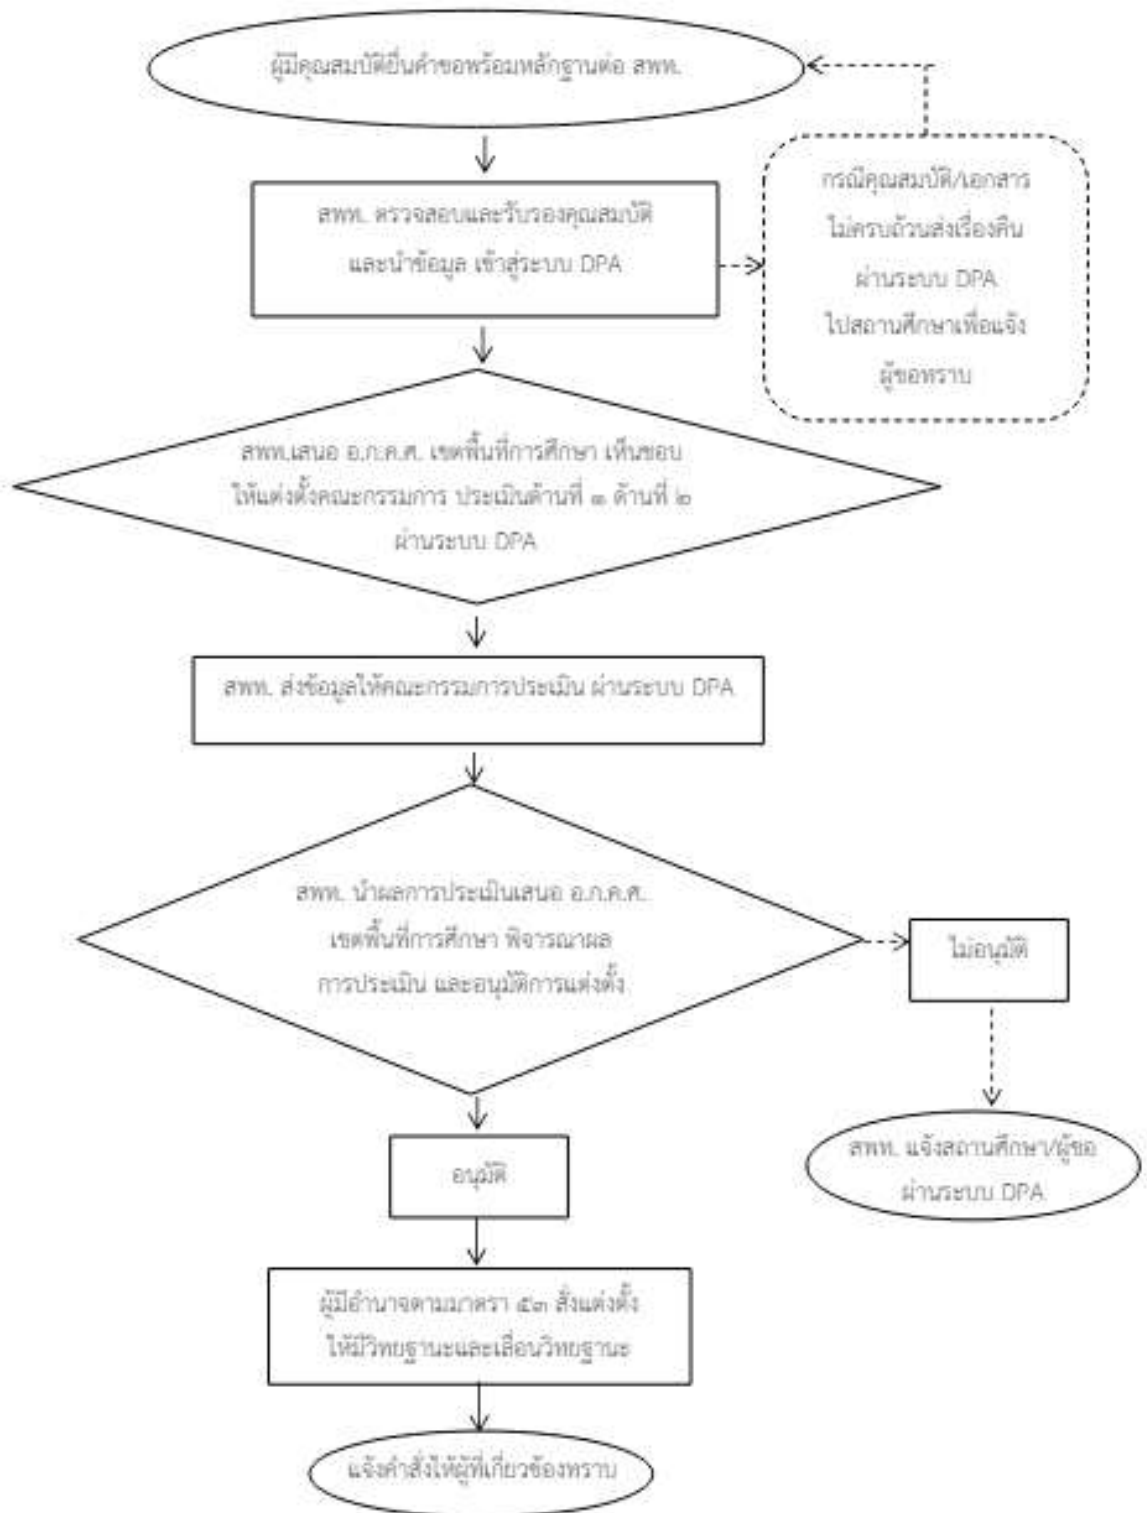 ผู้มีคุณสมบัติยื่นคำขอพร้อมหลักฐานต่อ สพท.
สพท. ตรวจสอบและรับรองคุณสมบัติ
และนำข้อมูล เข้าสู่ระบบ DPA
กรณีคุณสมบัติ/เอกสาร
ไม่ครบถ้วนส่งเรื่องคืน
ผ่านระบบ DPA
ไปสถานศึกษาเพื่อแจ้ง
ผู้ขอทราบ
สพท.เสนอ อ.ก.ค.ศ. เขตพื้นที่การศึกษา เห็นชอบ
ให้แต่งตั้งคณะกรรมการ ประเมินด้านที่ ๑ ด้านที่ ๒
ผ่านระบบ DPA
สพท. ส่งข้อมูลให้คณะกรรมการประเมิน ผ่านระบบ DPA
สพท. นำผลการประเมินเสนอ อ.ก.ค.ศ.
เขตพื้นที่การศึกษา พิจารณาผล
การประเมิน และอนุมัติการแต่งตั้ง
ไม่อนุมัติ
สพท. แจ้งสถานศึกษา/ผู้ขอ
ผ่านระบบ DPA
อนุมัติ
ผู้มีอำนาจตามมาตรา ๕๓ สั่งแต่งตั้ง
ให้มีวิทยฐานะและเลื่อนวิทยฐานะ
แจ้งคำสั่งให้ผู้ที่เกี่ยวข้องทราบ